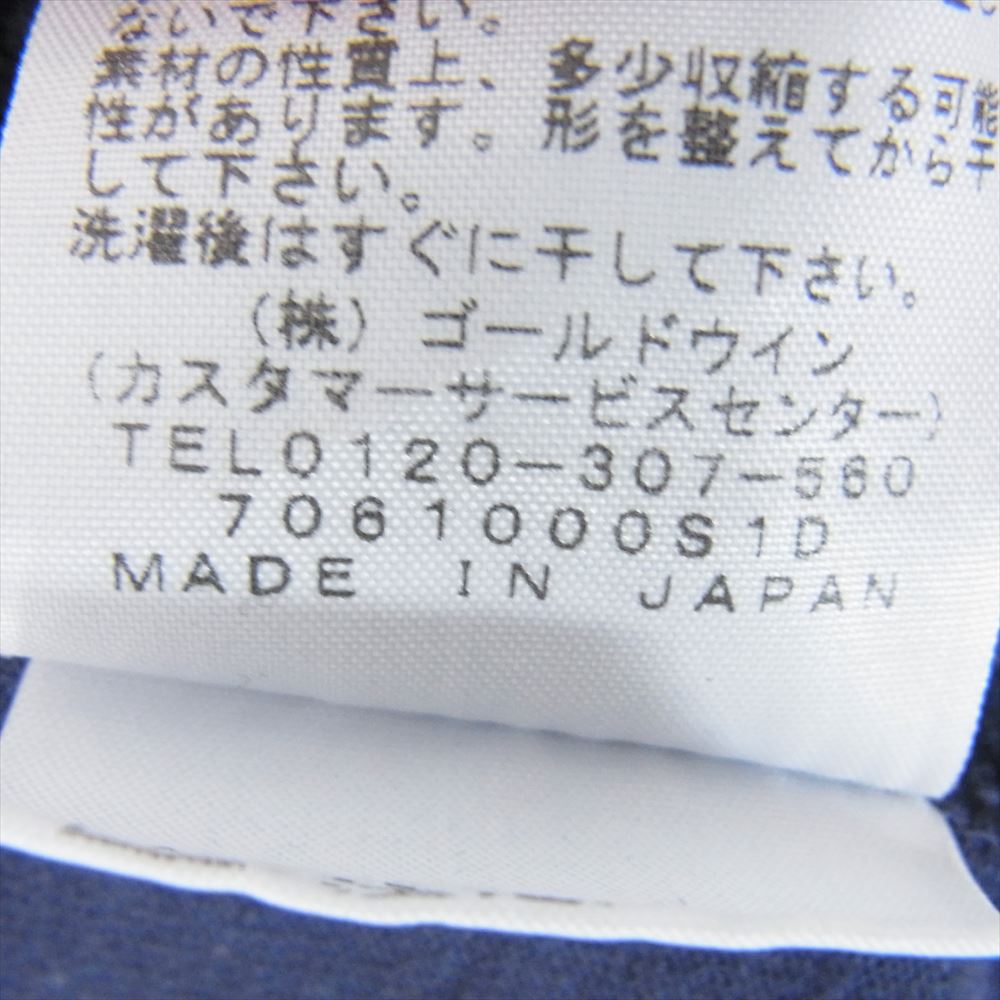 ないで下さい。
素材の性質上、多少収縮する可能
性があります。形を整えてから干
して下さい。
洗濯後はすぐに干して下さい。
（株）ゴールドウイン
（カスタマーサービスセンター）
TEL0120-307-560
7061000S1D
MADE IN JAPAN